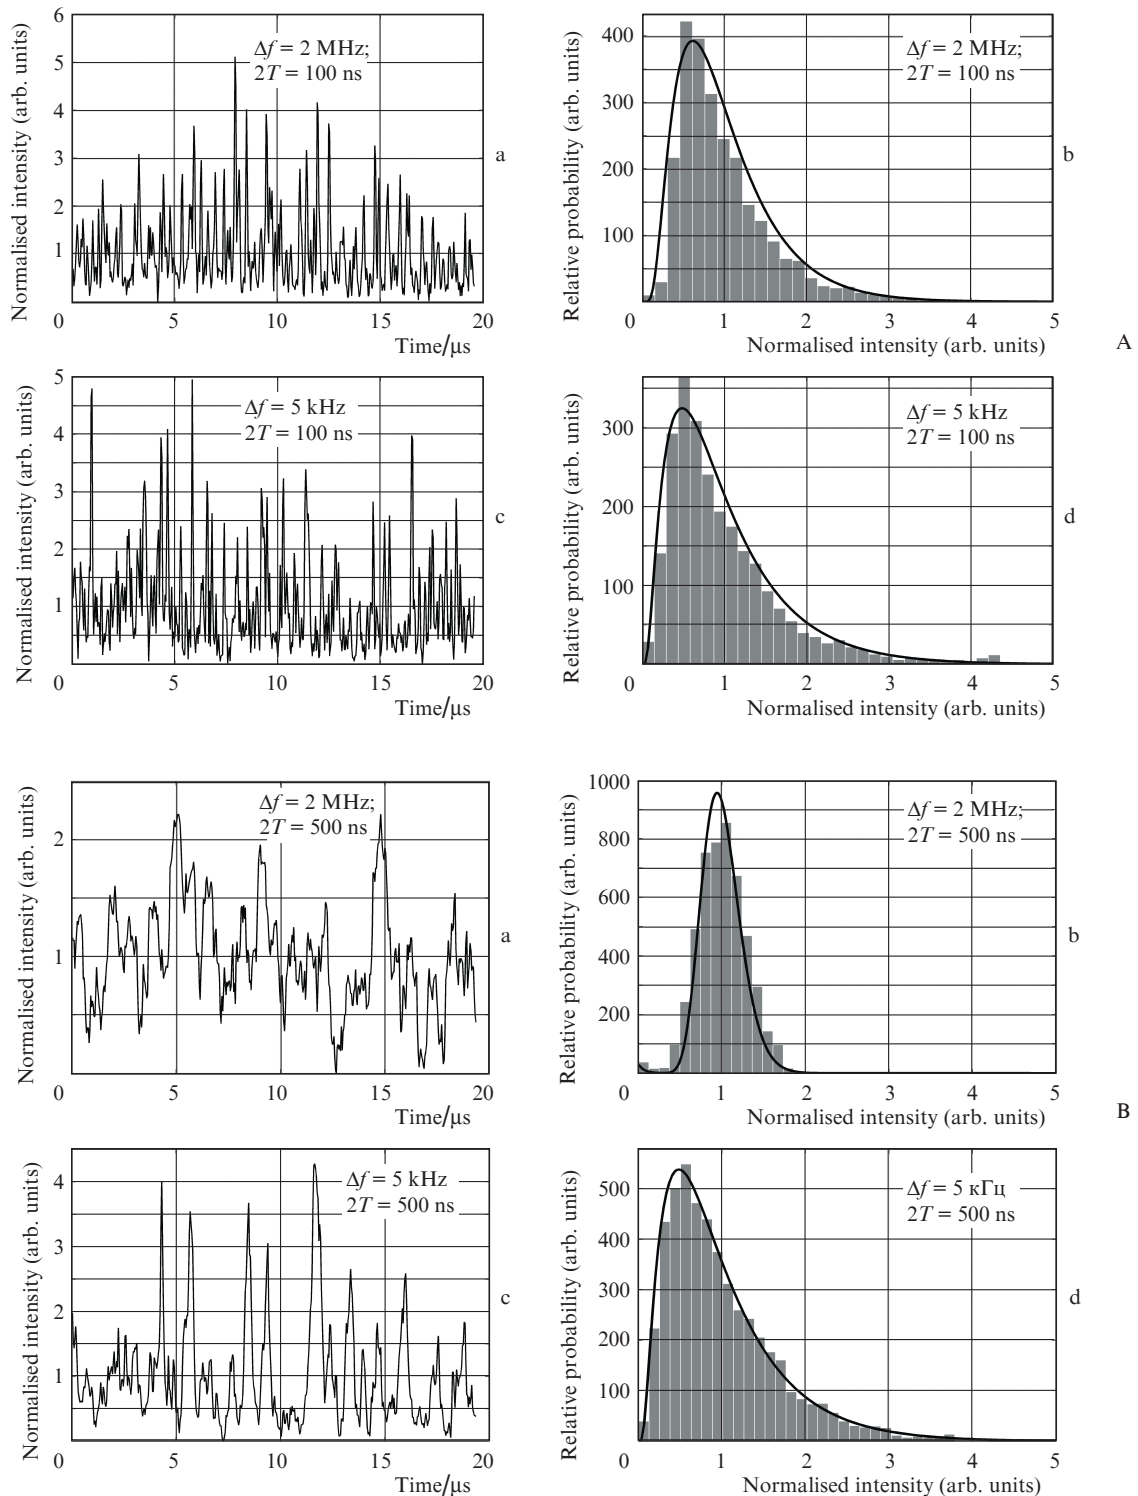 6
5
4
3
2
1
0
5
10
15
20
Normalised intensity (arb. units)
Time/μs
Δf = 2 MHz;
2T = 100 ns
a
400
300
200
100
0
1
2
3
4
5
Relative probability (arb. units)
Normalised intensity (arb. units)
Δf = 2 MHz;
2T = 100 ns
b
A
5
4
3
2
1
0
5
10
15
20
Normalised intensity (arb. units)
Time/μs
Δf = 5 kHz
2T = 100 ns
c
300
200
100
0
1
2
3
4
5
Relative probability (arb. units)
Normalised intensity (arb. units)
Δf = 5 kHz
2T = 100 ns
d
2
1
0
5
10
15
20
Normalised intensity (arb. units)
Time/μs
Δf = 2 MHz;
2T = 500 ns
a
1000
800
600
400
200
0
1
2
3
4
5
Relative probability (arb. units)
Normalised intensity (arb. units)
Δf = 2 MHz;
2T = 500 ns
b
B
4
3
2
1
0
5
10
15
20
Normalised intensity (arb. units)
Time/μs
Δf = 5 kHz
2T = 500 ns
c
500
400
300
200
100
0
1
2
3
4
5
Relative probability (arb. units)
Normalised intensity (arb. units)
Δf = 5 кГц
2T = 500 ns
d